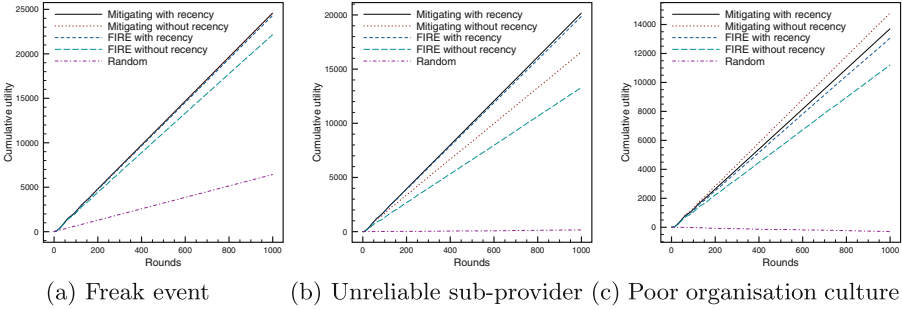 Mitigating with recency
Mitigating without recency
FIRE with recency
FIRE without recency
Random
25000
20000
15000
10000
5000
0
Cumulative utility
0 200 400 600 800 1000
Rounds
(a) Freak event
Mitigating with recency
Mitigating without recency
FIRE with recency
FIRE without recency
Random
20000
15000
10000
5000
0
Cumulative utility
0 200 400 600 800 1000
Rounds
(b) Unreliable sub-provider
Mitigating with recency
Mitigating without recency
FIRE with recency
FIRE without recency
Random
14000
12000
10000
8000
6000
4000
2000
0
Cumulative utility
0 200 400 600 800 1000
Rounds
(c) Poor organisation culture